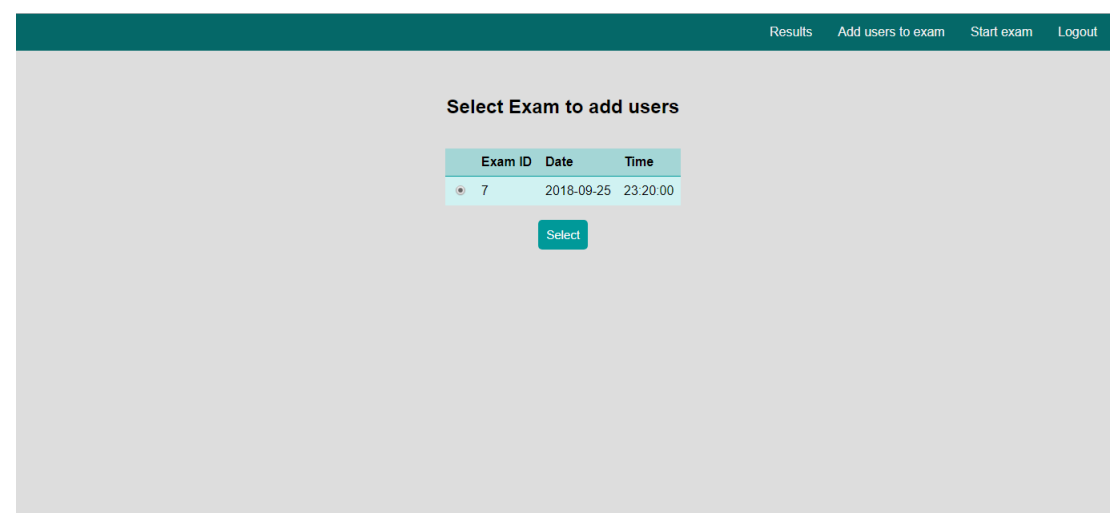 Results Add users to exam Start exam Logout
Select Exam to add users
Exam ID Date Time
7 2018-09-25 23:20:00
Select